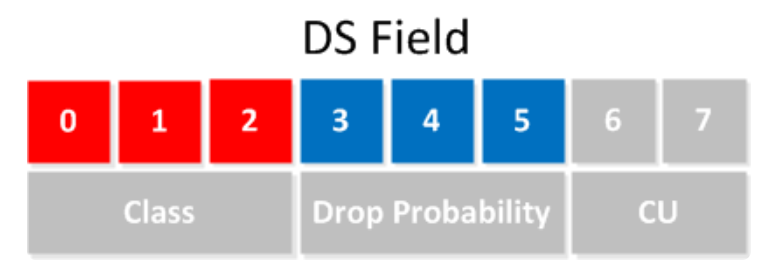 DS Field
0 1 2 3 4 5 6 7
Class Drop Probability CU